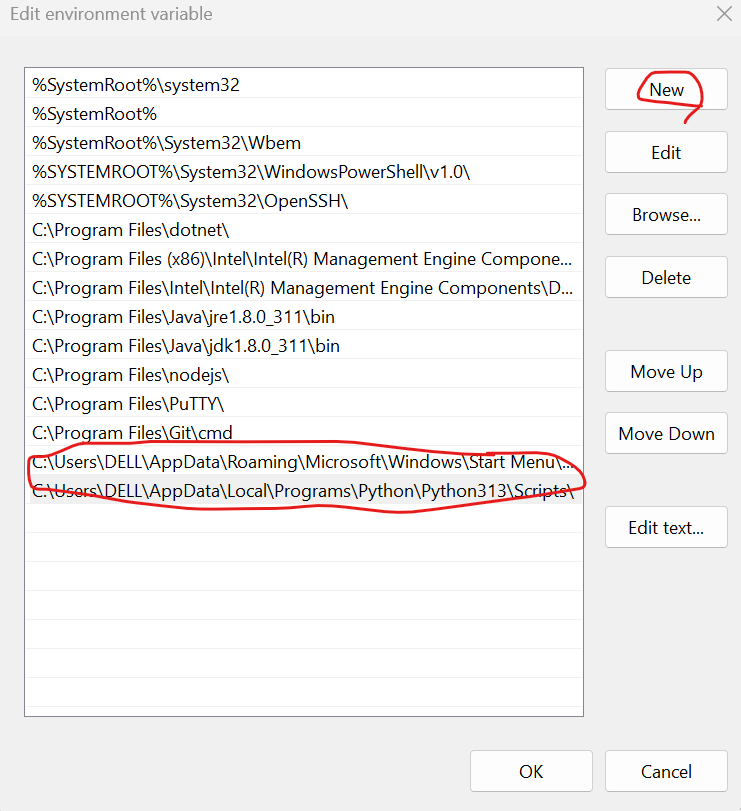 Edit environment variable
%SystemRoot%\system32
%SystemRoot%
%SystemRoot%\System32\Wbem
%SYSTEMROOT%\System32\WindowsPowerShell\v1.0\
%SYSTEMROOT%\System32\OpenSSH\
C:\Program Files\dotnet\
C:\Program Files (x86)\Intel\Intel(R) Management Engine Compone...
C:\Program Files\Intel\Intel(R) Management Engine Components\D...
C:\Program Files\Java\jre1.8.0_311\bin
C:\Program Files\Java\jdk1.8.0_311\bin
C:\Program Files\nodejs\
C:\Program Files\PuTTY\
C:\Program Files\Git\cmd
C:\Users\DELL\AppData\Roaming\Microsoft\Windows\Start Menu\...
C:\Users\DELL\AppData\Local\Programs\Python\Python313\Scripts\
New
Edit
Browse...
Delete
Move Up
Move Down
Edit text...
OK
Cancel